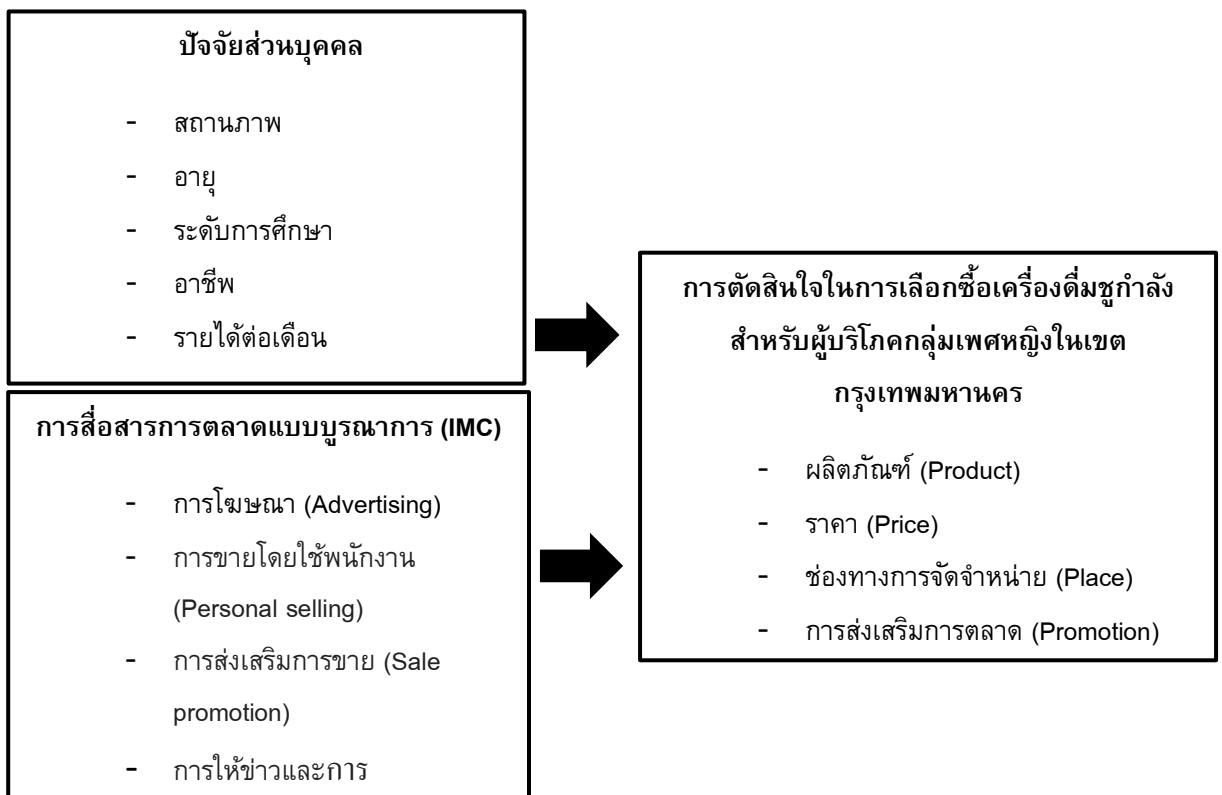 ปัจจัยส่วนบุคคล
- สถานภาพ
- อายุ
- ระดับการศึกษา
- อาชีพ
- รายได้ต่อเดือน
การสื่อสารการตลาดแบบบูรณาการ (IMC)
- การโฆษณา (Advertising)
- การขายโดยใช้พนักงาน
(Personal selling)
- การส่งเสริมการขาย (Sale
promotion)
- การให้ข่าวและการ
การตัดสินใจในการเลือกซื้อเครื่องดื่มชูกำลัง
สำหรับผู้บริโภคกลุ่มเพศหญิงในเขต
กรุงเทพมหานคร
- ผลิตภัณฑ์ (Product)
- ราคา (Price)
- ช่องทางการจัดจำหน่าย (Place)
- การส่งเสริมการตลาด (Promotion)